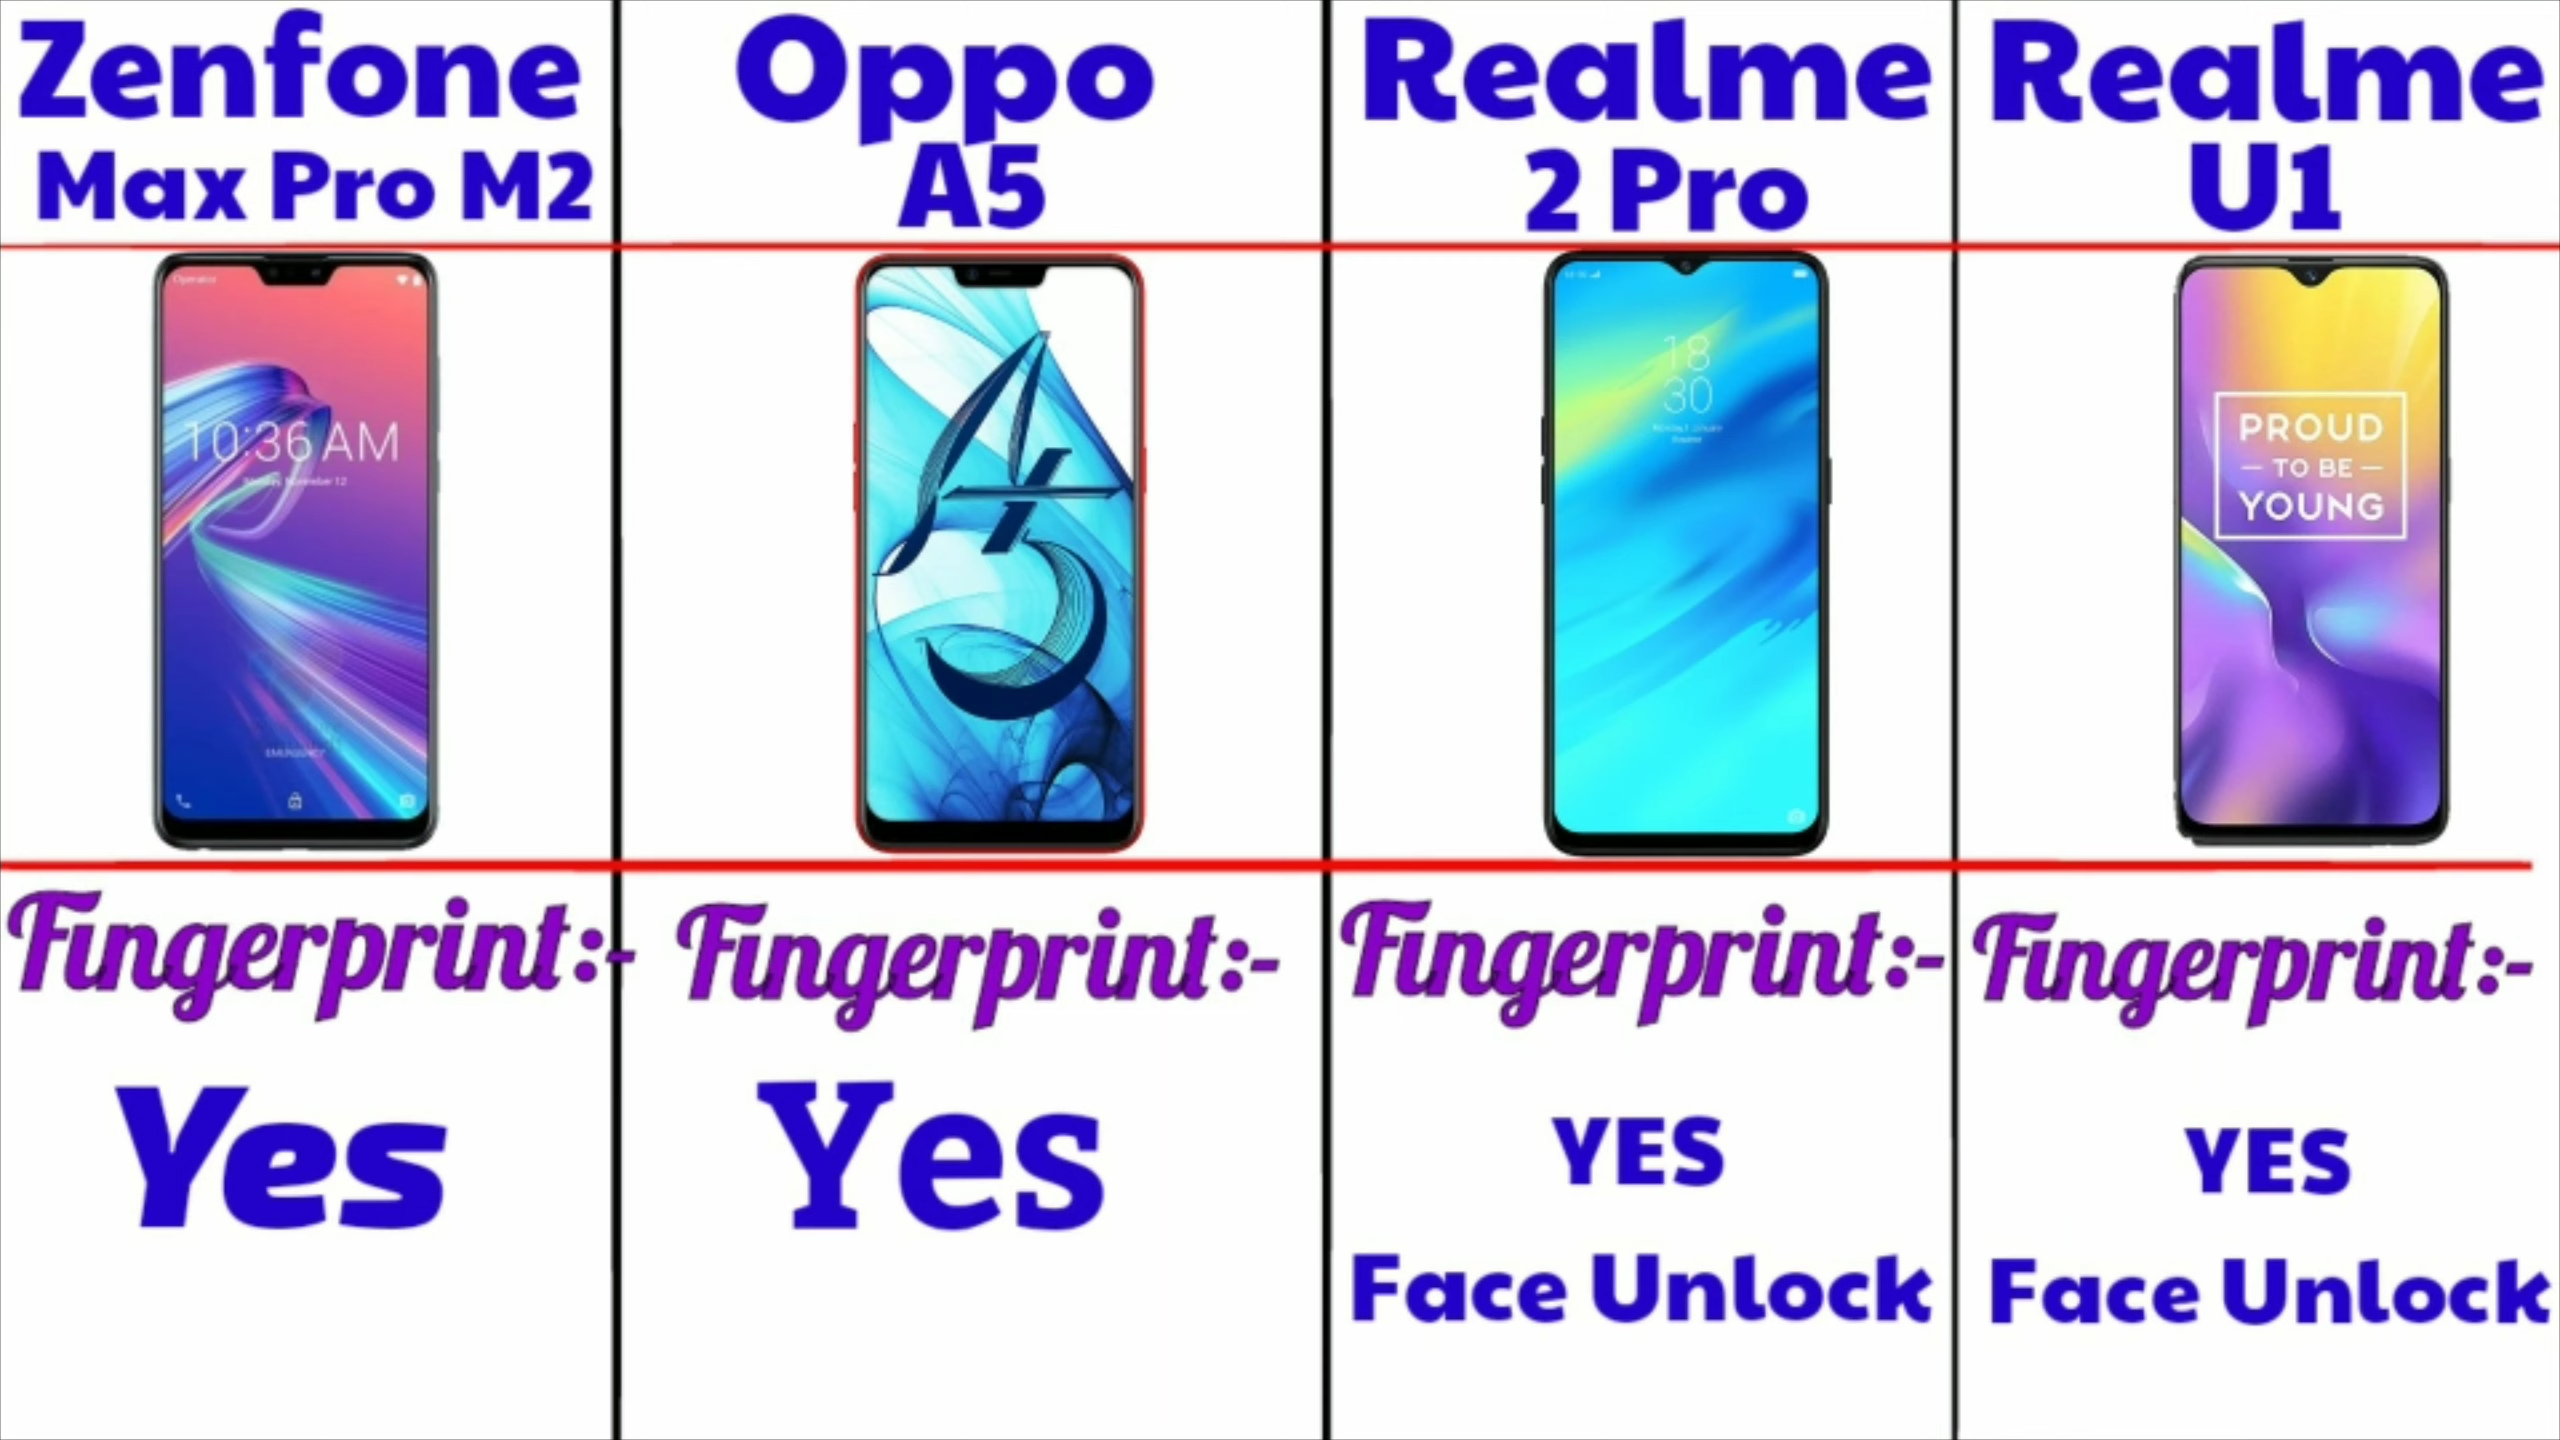 Zenfone
Max Pro M2
Oppo
A5
Realme
2 Pro
Realme
U1
Operator
10:36 AM
18
30
PROUD
TO BE
YOUNG
Fingerprint:-
Yes
Fingerprint:-
Yes
Fingerprint:-
YES
Face Unlock
Fingerprint:-
YES
Face Unlock